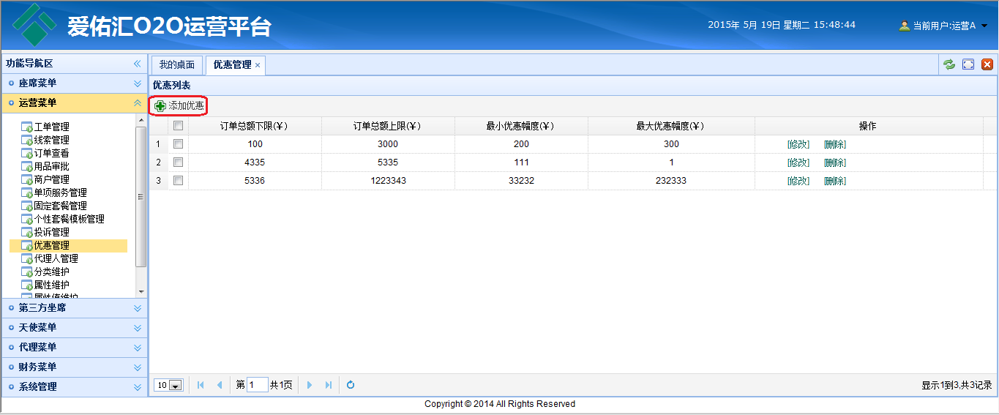 爱佑汇O2O运营平台
2015年 5月 19日 星期二 15:48:44
当前用户:运营A
功能导航区
座席菜单
运营菜单
工单管理
线索管理
订单查看
用品审批
商户管理
单项服务管理
固定套餐管理
个性套餐模板管理
投诉管理
优惠管理
代理人管理
分类维护
属性维护
属性值维护
第三方坐席
天使菜单
代理菜单
财务菜单
系统管理
我的桌面 优惠管理
优惠列表
添加优惠
订单总额下限(¥) 订单总额上限(¥) 最小优惠幅度(¥) 最大优惠幅度(¥) 操作
1 100 3000 200 300 [修改] [删除]
2 4335 5335 111 1 [修改] [删除]
3 5336 1223343 33232 232333 [修改] [删除]
10 第 1 共1页 显示1到3,共3记录
Copyright © 2014 All Rights Reserved